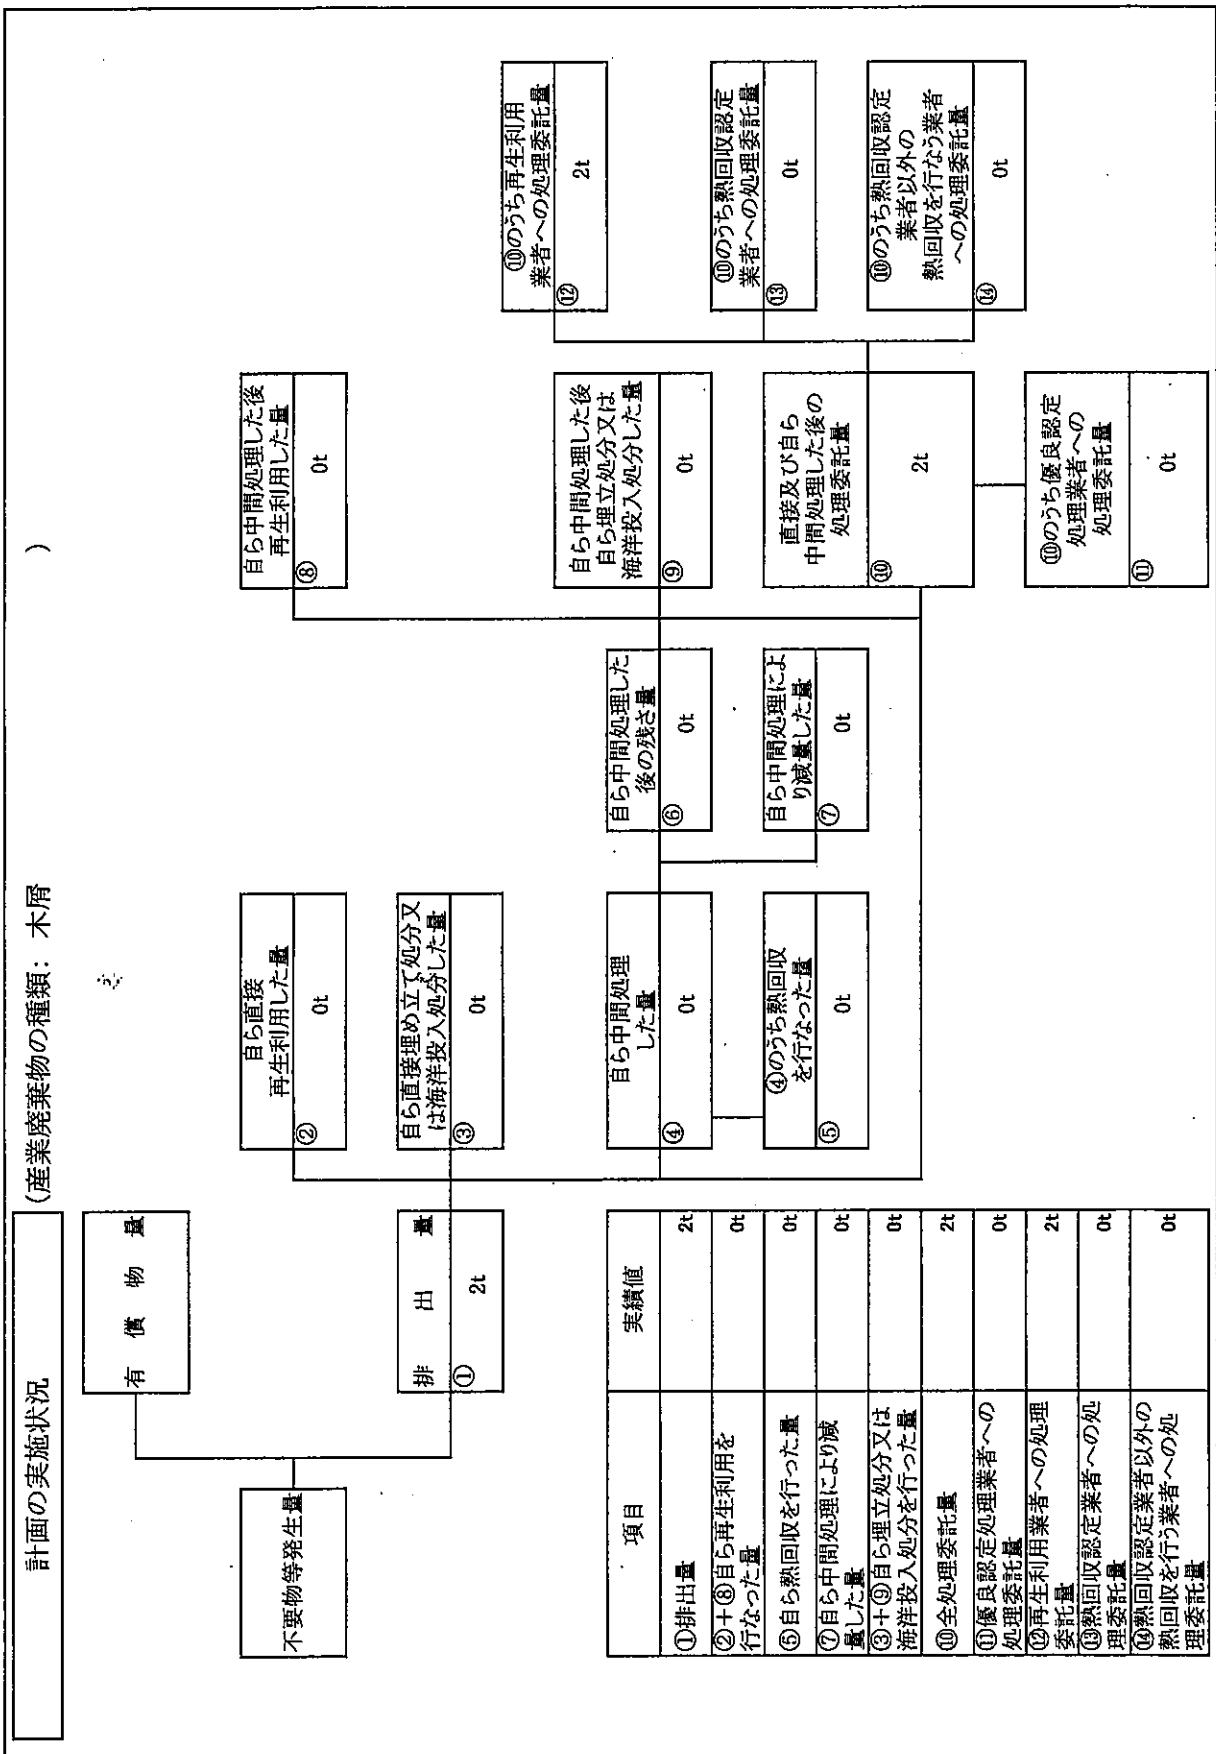 計画の実施状況
(産業廃棄物の種類: 木屑
)
不要物等発生量
有 償 物 量
排 出 量
①
2t
自ら直接
再生利用した量
②
0t
自ら直接埋め立て処分又
は海洋投入処分した量
③
0t
自ら中間処理
した量
④
0t
④のうち熱回収
を行なった量
⑤
0t
自ら中間処理した
後の残さ量
⑥
0t
自ら中間処理によ
り減量した量
⑦
0t
自ら中間処理した後
再生利用した量
⑧
0t
自ら中間処理した後
自ら埋立処分又は
海洋投入処分した量
⑨
0t
直接及び自ら
中間処理した後の
処理委託量
⑩
2t
⑩のうち優良認定
処理業者への
処理委託量
⑪
0t
⑩のうち再生利用
業者への処理委託量
⑫
2t
⑩のうち熱回収認定
業者への処理委託量
⑬
0t
⑩のうち熱回収認定
業者以外の
熱回収を行なう業者
への処理委託量
⑭
0t
項目
実績値
①排出量
2t
②+⑧自ら再生利用を
行なった量
0t
⑤自ら熱回収を行った量
0t
⑦自ら中間処理により減
量した量
0t
③+⑨自ら埋立処分又は
海洋投入処分を行った量
0t
⑩全処理委託量
2t
⑪優良認定処理業者への
処理委託量
0t
⑫再生利用業者への処理
委託量
2t
⑬熱回収認定業者への処
理委託量
0t
⑭熱回収認定業者以外の
熱回収を行う業者への処
理委託量
0t